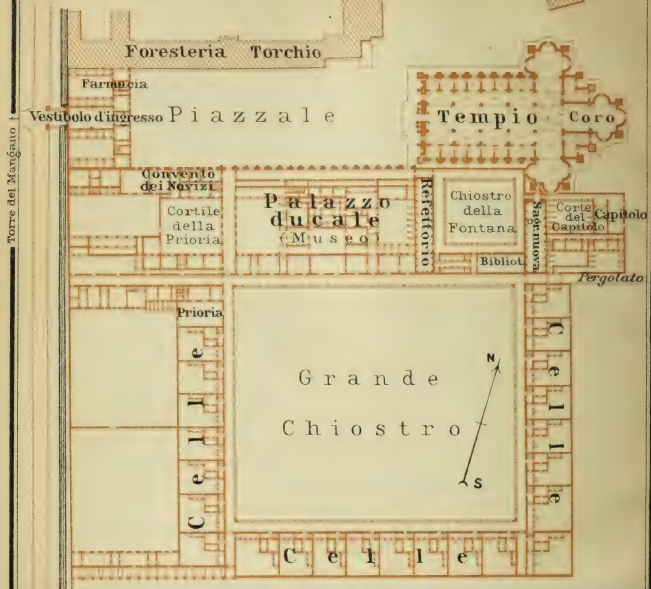 Foresteria Torchio
Farmacia
Vestibolo d'ingresso
Piazzale
Tempio
Coro
Torre del Mangano
Convento
dei Novizi
Cortile
della
Prioria
Palazzo
ducale
(Museo)
Refettorio
Chiostro
della
Fontana
Bibliot.
Sagr. nuova
Corte
del
Capitolo
Capitolo
Pergolato
Prioria
Celle
Grande
Chiostro
N
S
Celle
Celle